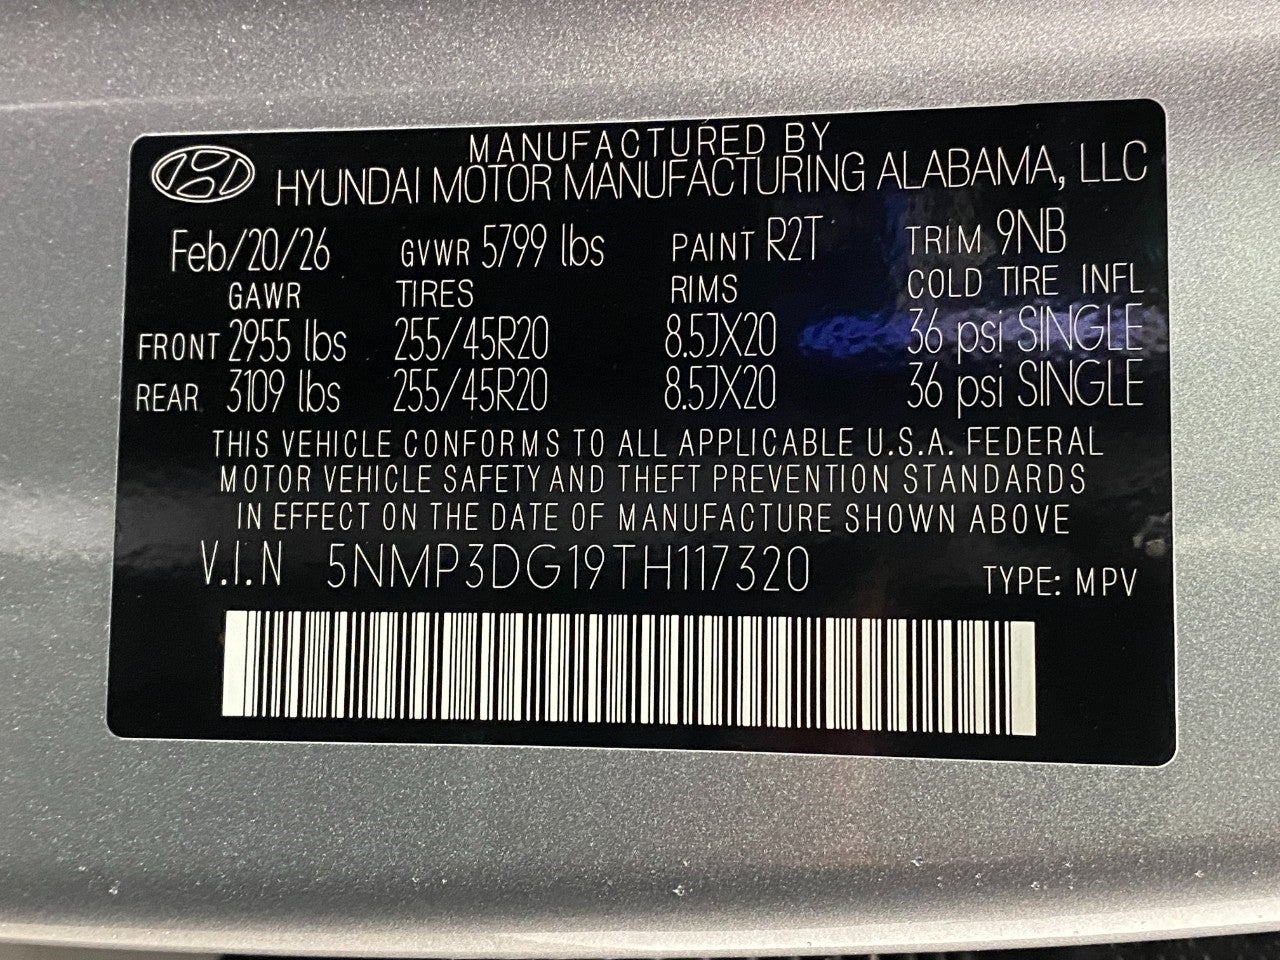 MANUFACTURED BY
HYUNDAI MOTOR MANUFACTURING ALABAMA, LLC
Feb/20/26 GVWR 5799 lbs PAINT R2T TRIM 9NB
GAWR TIRES RIMS COLD TIRE INFL
FRONT 2955 lbs 255/45R20 8.5JX20 36 psi SINGLE
REAR 3109 lbs 255/45R20 8.5JX20 36 psi SINGLE
THIS VEHICLE CONFORMS TO ALL APPLICABLE U.S.A. FEDERAL
MOTOR VEHICLE SAFETY AND THEFT PREVENTION STANDARDS
IN EFFECT ON THE DATE OF MANUFACTURE SHOWN ABOVE
V.I.N 5NMP3DG19TH117320 TYPE: MPV